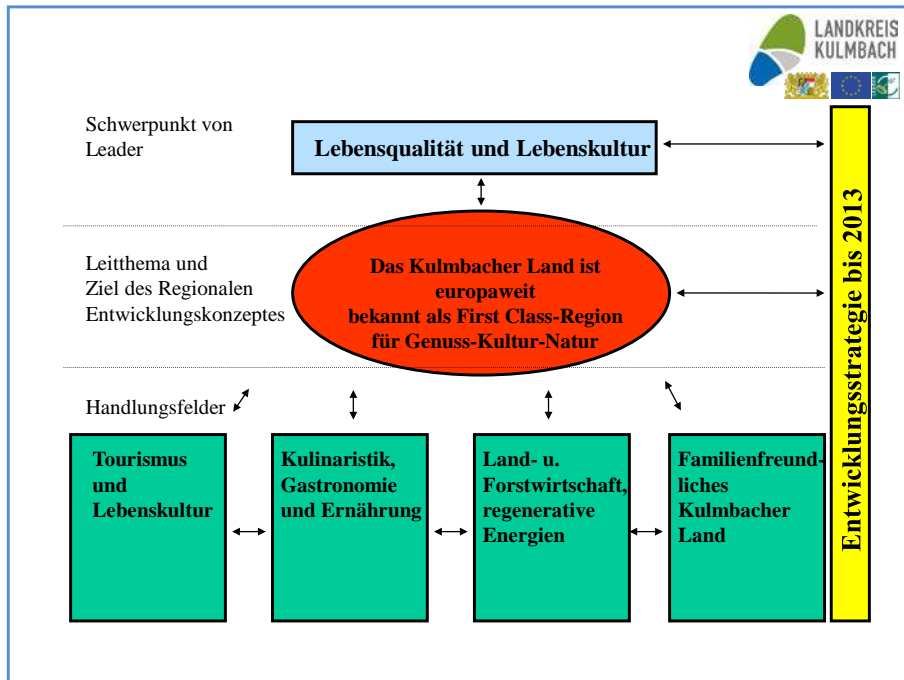 LANDKREIS
KULMBACH
Schwerpunkt von
Leader
Lebensqualität und Lebenskultur
Leitthema und
Ziel des Regionalen
Entwicklungskonzeptes
Das Kulmbacher Land ist
europaweit
bekannt als First Class-Region
für Genuss-Kultur-Natur
Handlungsfelder
Tourismus
und
Lebenskultur
Kulinaristik,
Gastronomie
und Ernährung
Land- u.
Forstwirtschaft,
regenerative
Energien
Familienfreund-
liches
Kulmbacher
Land
Entwicklungsstrategie bis 2013